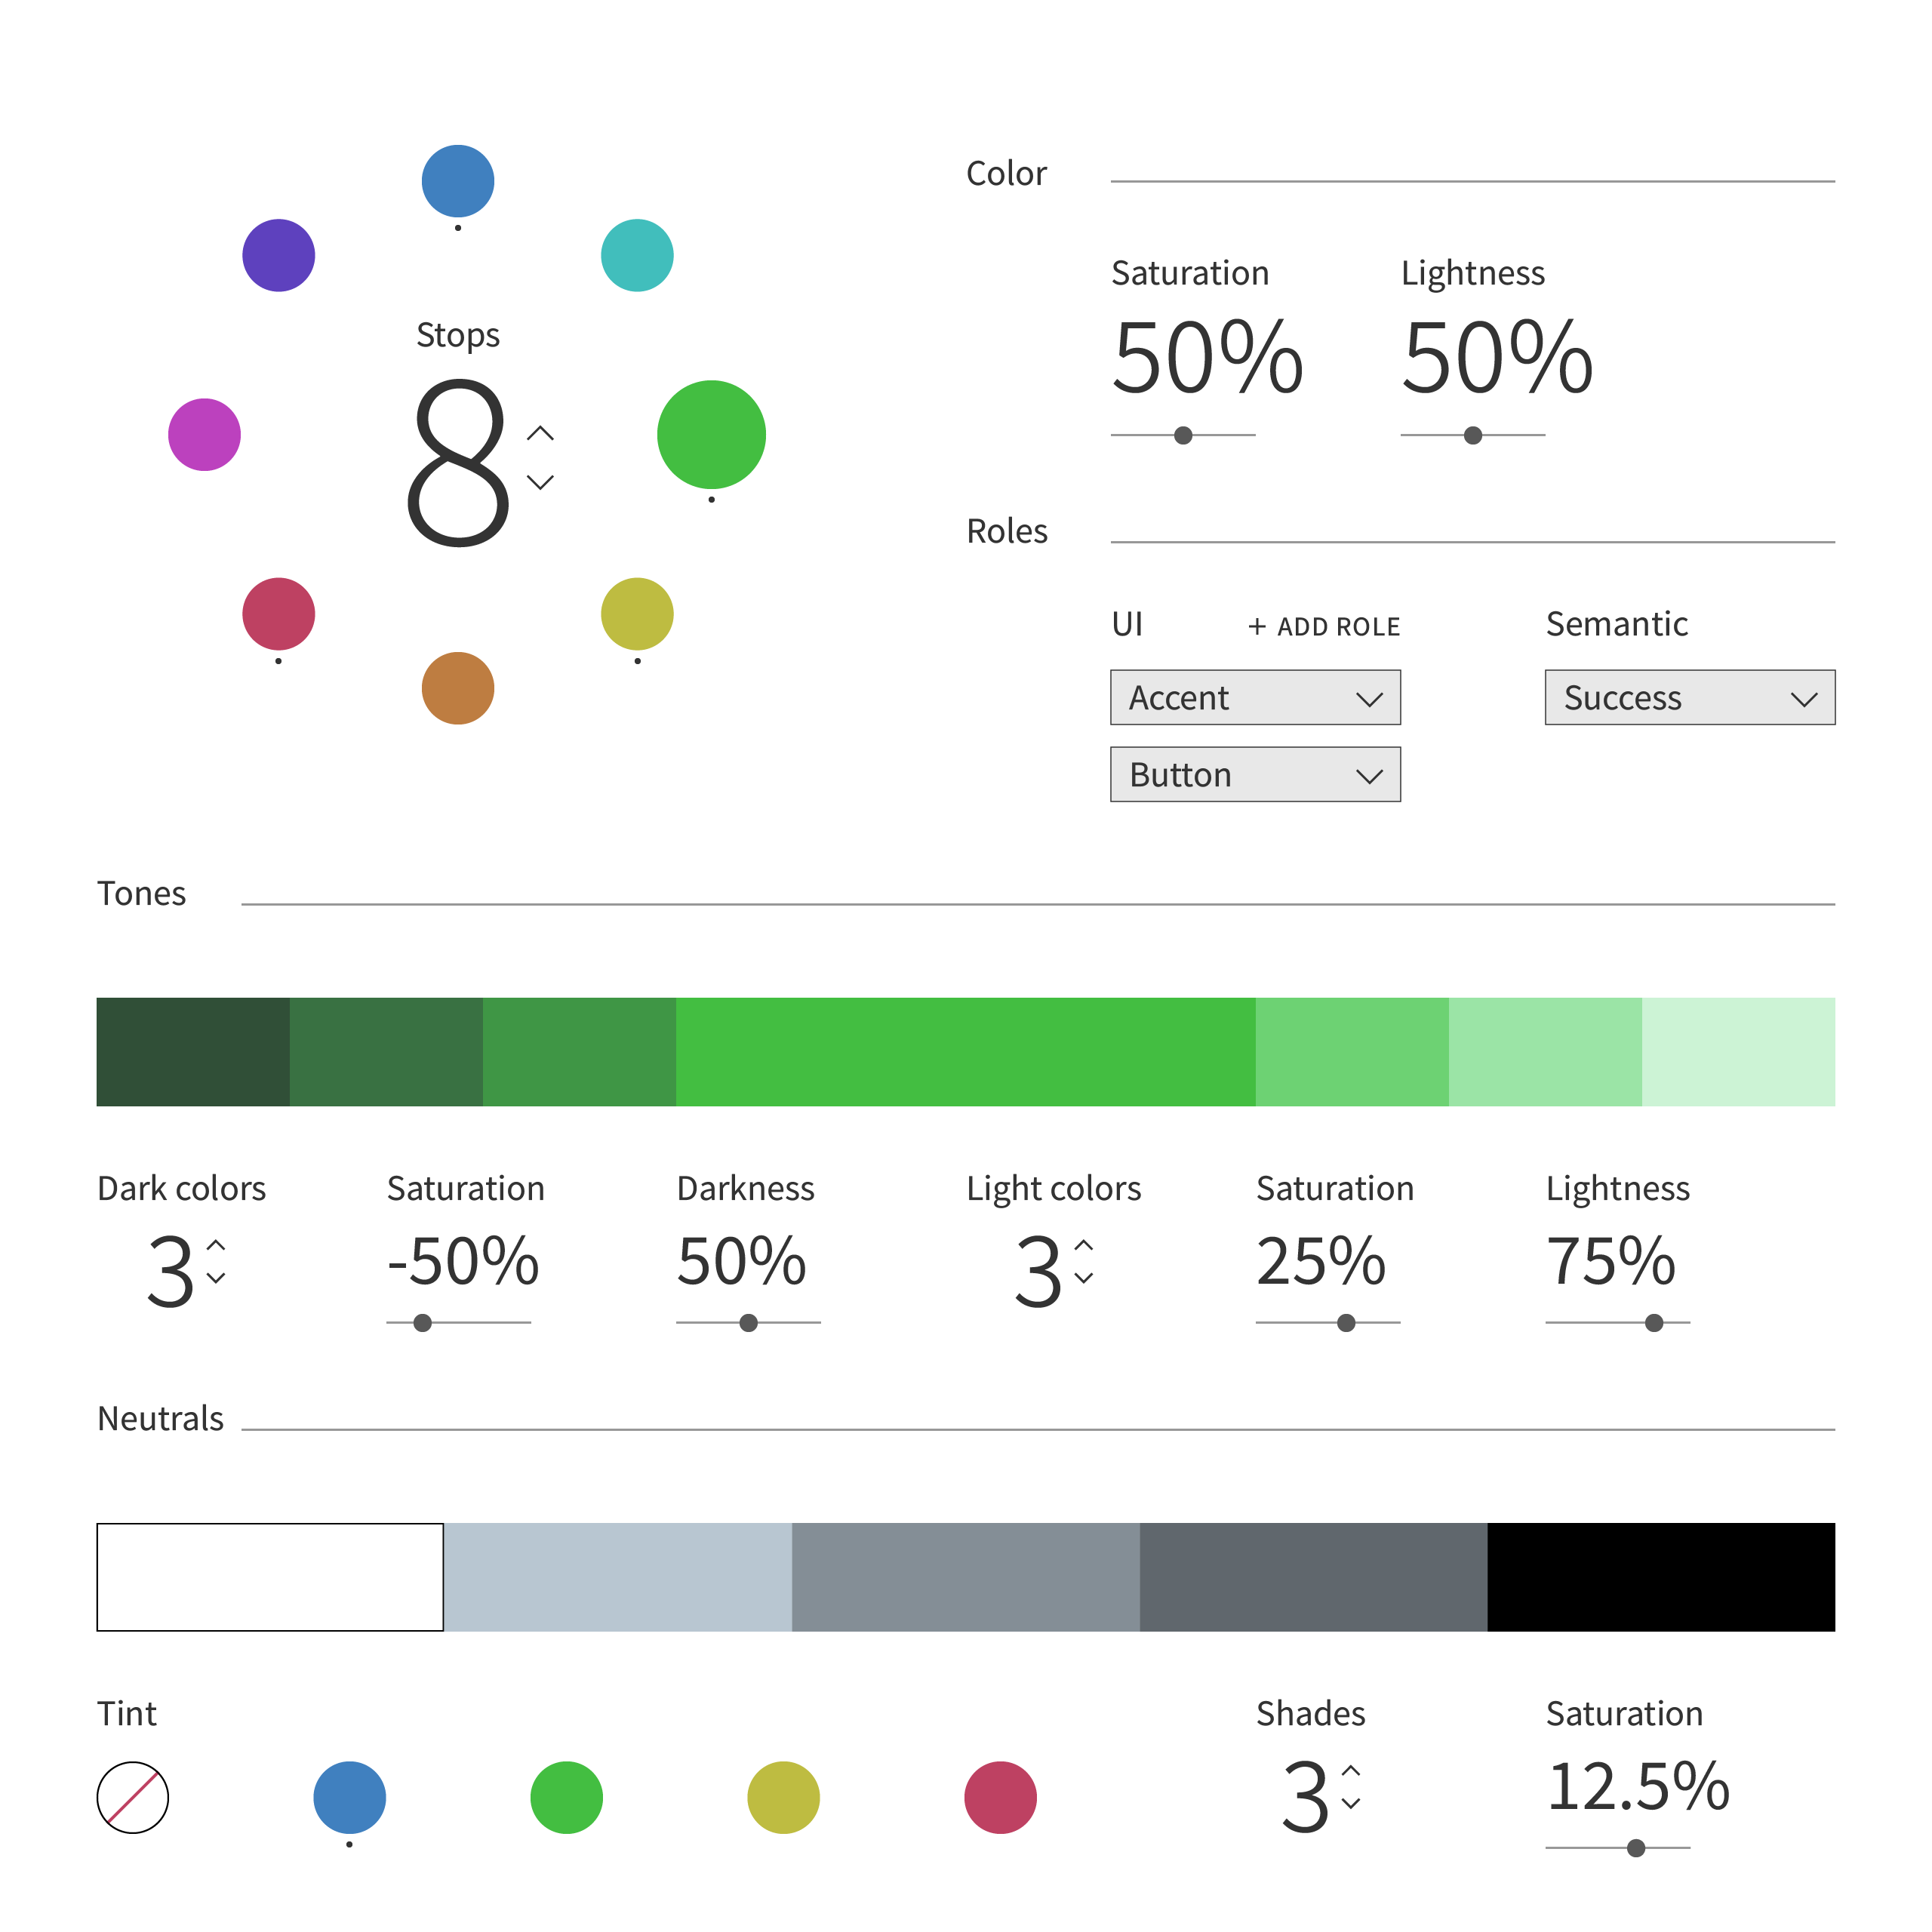 Stops
8
Color
Saturation
50%
Lightness
50%
Roles
UI
+ ADD ROLE
Semantic
Accent
Success
Button
Tones
Dark colors
3
Saturation
-50%
Darkness
50%
Light colors
3
Saturation
25%
Lightness
75%
Neutrals
Tint
Shades
3
Saturation
12.5%